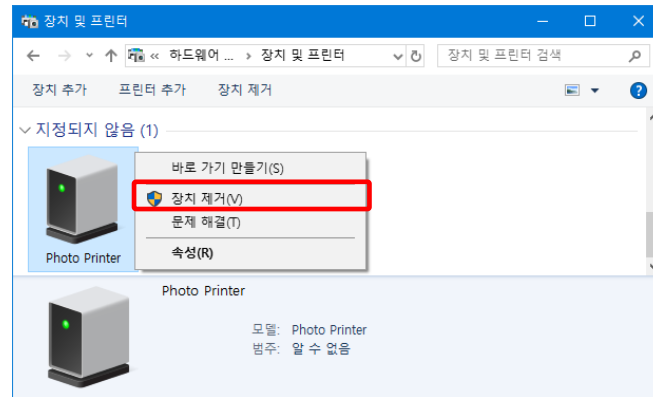 장치 및 프린터
« 하드웨어 ... > 장치 및 프린터
장치 및 프린터 검색
장치 추가 프린터 추가 장치 제거
지정되지 않음 (1)
바로 가기 만들기(S)
장치 제거(V)
문제 해결(T)
속성(R)
Photo Printer
Photo Printer
모델: Photo Printer
범주: 알 수 없음